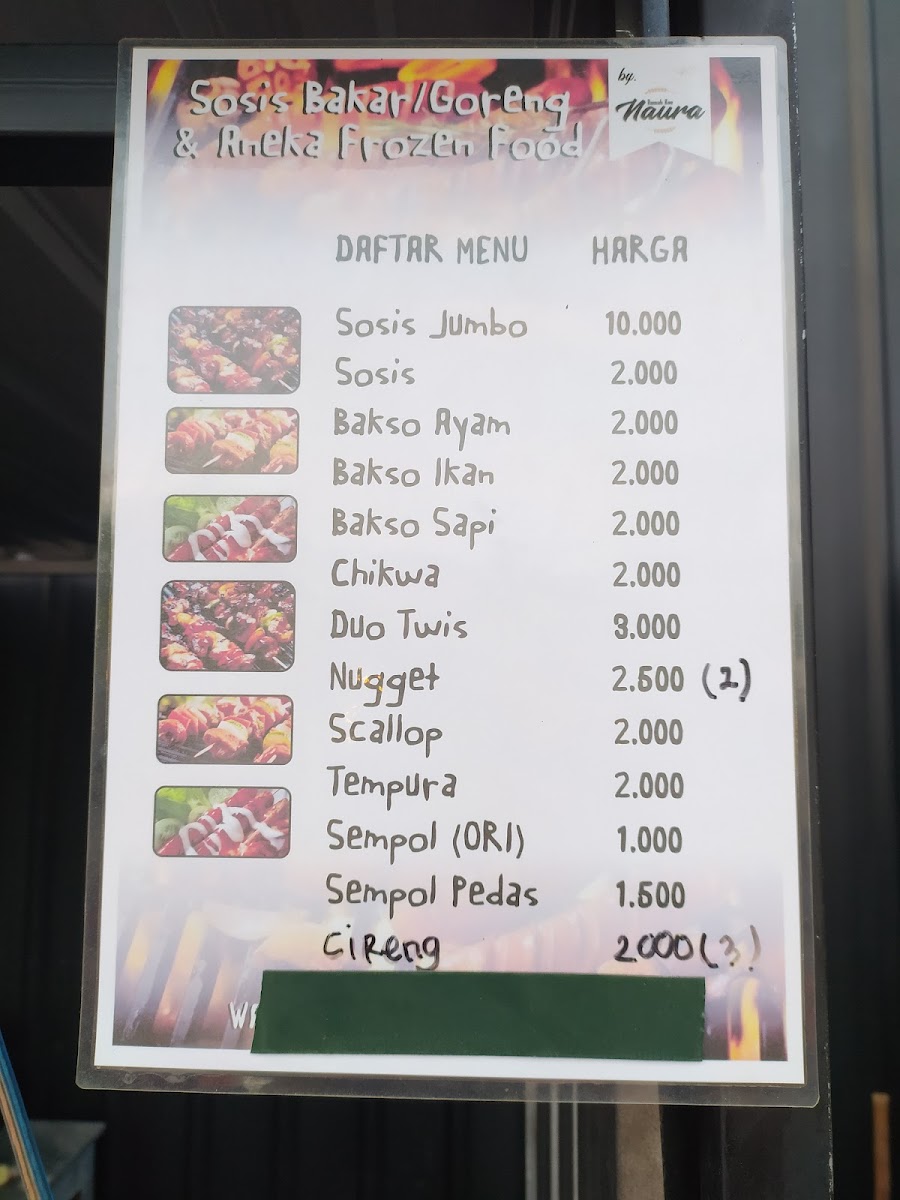 Sosis Bakar/Goreng
& Aneka Frozen Food
by.
Naura
DAFTAR MENU HARGA
Sosis Jumbo 10.000
Sosis 2.000
Bakso Ayam 2.000
Bakso Ikan 2.000
Bakso Sapi 2.000
Chikwa 2.000
Duo Twis 3.000
Nugget 2.500 (2)
Scallop 2.000
Tempura 2.000
Sempol (ORI) 1.000
Sempol Pedas 1.500
CiReng 2000 (3)